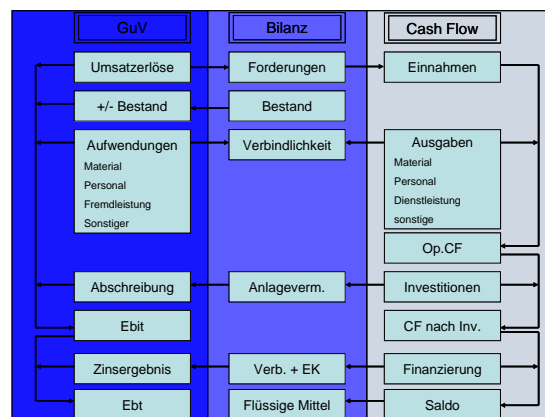 GuV Bilanz Cash Flow
Umsatzerlöse Forderungen Einnahmen
+/- Bestand Bestand
Aufwendungen Verbindlichkeit Ausgaben
Material Material
Personal Personal
Fremdleistung Dienstleistung
Sonstiger sonstige
Op.CF
Abschreibung Anlageverm. Investitionen
Ebit CF nach Inv.
Zinsergebnis Verb. + EK Finanzierung
Ebt Flüssige Mittel Saldo